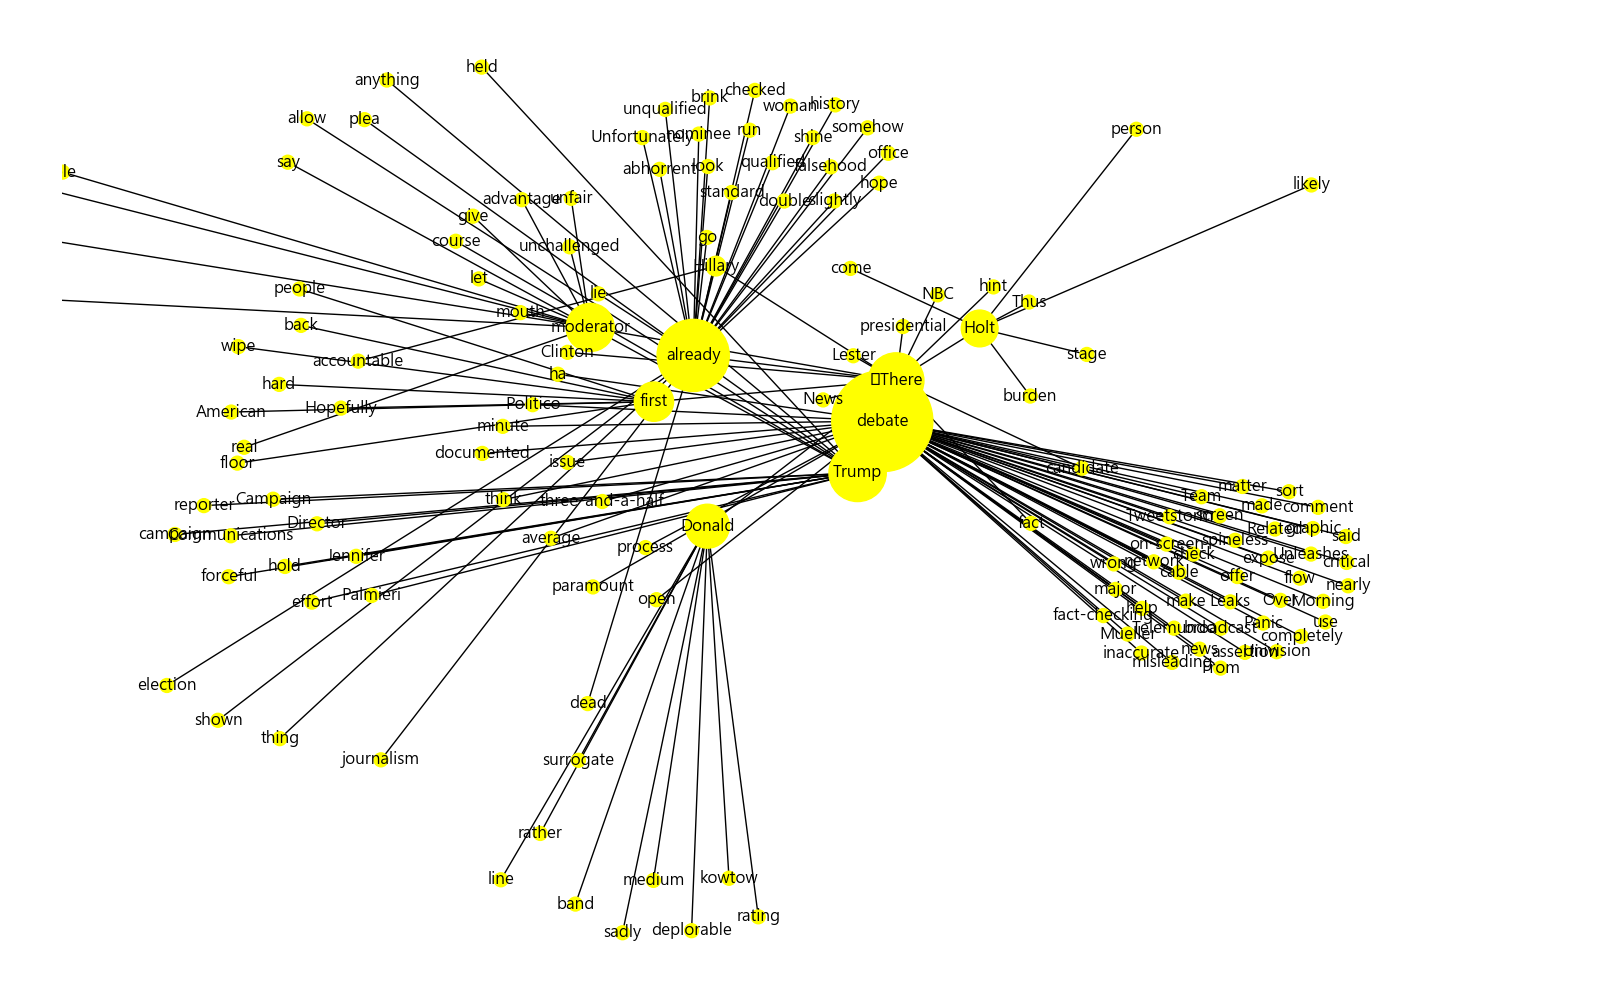 held
anything
checked
brink
woman
history
unqualified
allow
plea
somehow
person
Unfortunately
nominee
run
shine
office
say
abhorrent
look
qualified
falsehood
le
hope
likely
standard
advantage
unfair
double
slightly
give
go
course
unchallenged
Hillary
come
let
people
lie
NBC
hint
Thus
mouth
back
moderator
presidential
Holt
wipe
accountable
Clinton
already
Lester
stage
ha
There
hard
first
News
burden
American
Hopefully
Politico
debate
minute
real
floor
documented
issue
Trump
candidate
reporter
Campaign
think
three-and-a-half
matter
sort
Team
made
comment
campaign
Communications
Director
Donald
fact
Tweetstorm
screen
Related
graphic
said
average
process
on-screen
spineless
Jennifer
check
Unleashes
hold
wrong
network
expose
critical
forceful
cable
offer
flow
nearly
paramount
major
effort
Palmieri
open
make
Leaks
Over
Morning
help
fact-checking
use
Mueller
Telemundo
broadcast
Panic
completely
inaccurate
news
assertion
Univision
misleading
From
election
dead
shown
thing
journalism
surrogate
rather
line
medium
kowtow
band
rating
sadly
deplorable